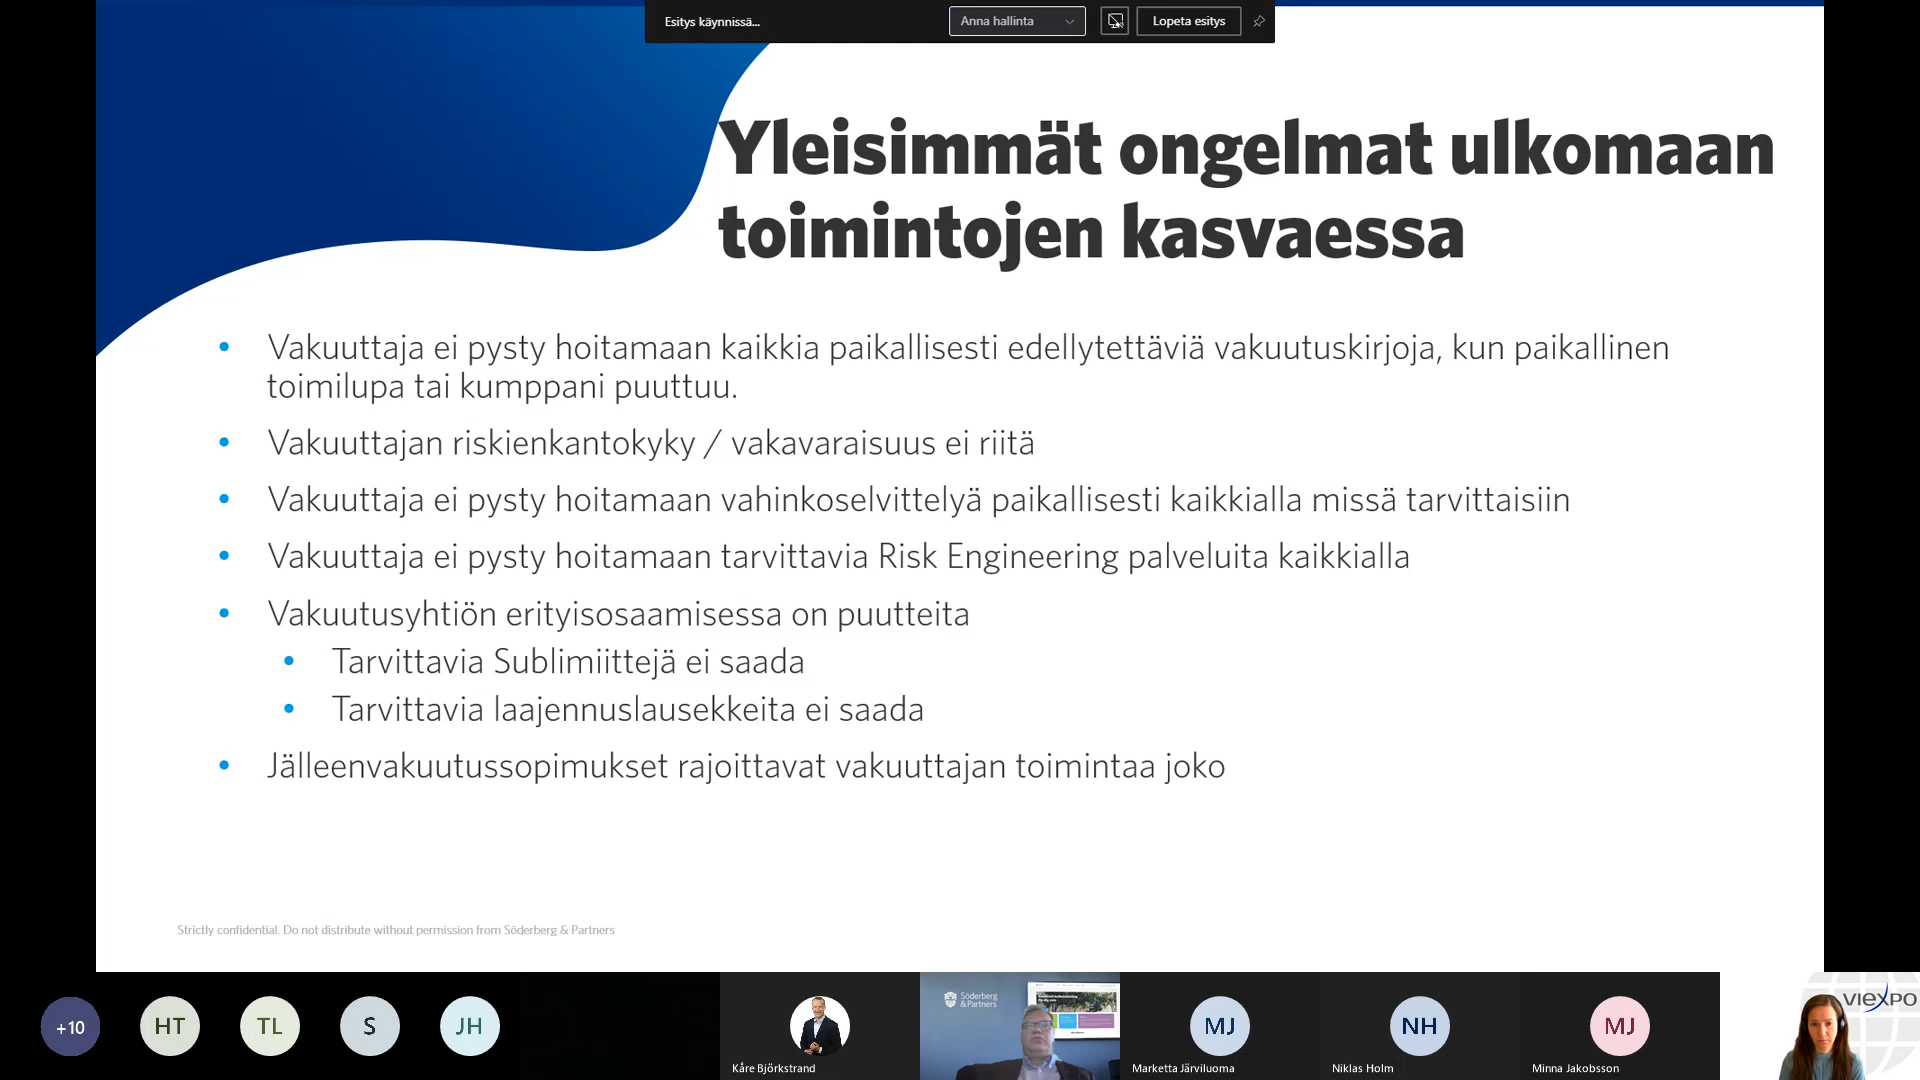 Esitys käynnissä...
Anna hallinta
Lopeta esitys
Yleisimmät ongelmat ulkomaan
toimintojen kasvaessa
• Vakuuttaja ei pysty hoitamaan kaikkia paikallisesti edellytettäviä vakuutuskirjoja, kun paikallinen
toimilupa tai kumppani puuttuu.
• Vakuuttajan riskienkantokyky / vakavaraisuus ei riitä
• Vakuuttaja ei pysty hoitamaan vahinkoselvittelyä paikallisesti kaikkialla missä tarvittaisiin
• Vakuuttaja ei pysty hoitamaan tarvittavia Risk Engineering palveluita kaikkialla
• Vakuutusyhtiön erityisosaamisessa on puutteita
• Tarvittavia Sublimiittejä ei saada
• Tarvittavia laajennuslausekkeita ei saada
• Jälleenvakuutussopimukset rajoittavat vakuuttajan toimintaa joko
Strictly confidential. Do not distribute without permission from Söderberg & Partners
+10
HT
TL
S
JH
Kåre Björkstrand
Söderberg
& Partners
MJ
Marketta Järviluoma
NH
Niklas Holm
MJ
Minna Jakobsson
VIEXPO